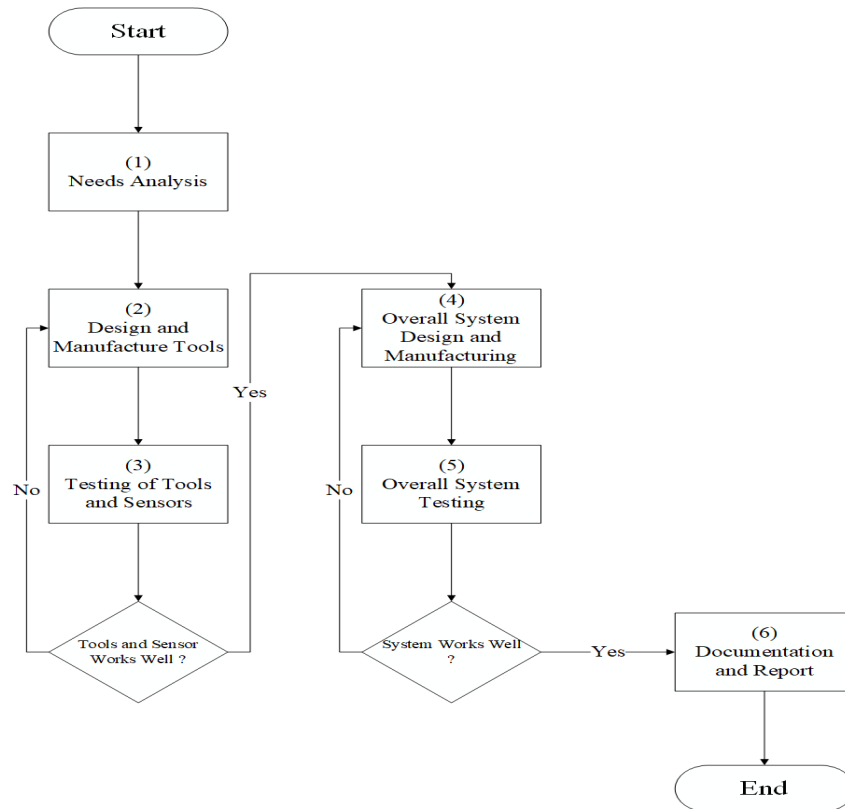 Start
(1)
Needs Analysis
(2)
Design and
Manufacture Tools
(3)
Testing of Tools
and Sensors
No
Tools and Sensor
Works Well ?
Yes
(4)
Overall System
Design and
Manufacturing
(5)
Overall System
Testing
No
System Works Well
?
Yes
(6)
Documentation
and Report
End